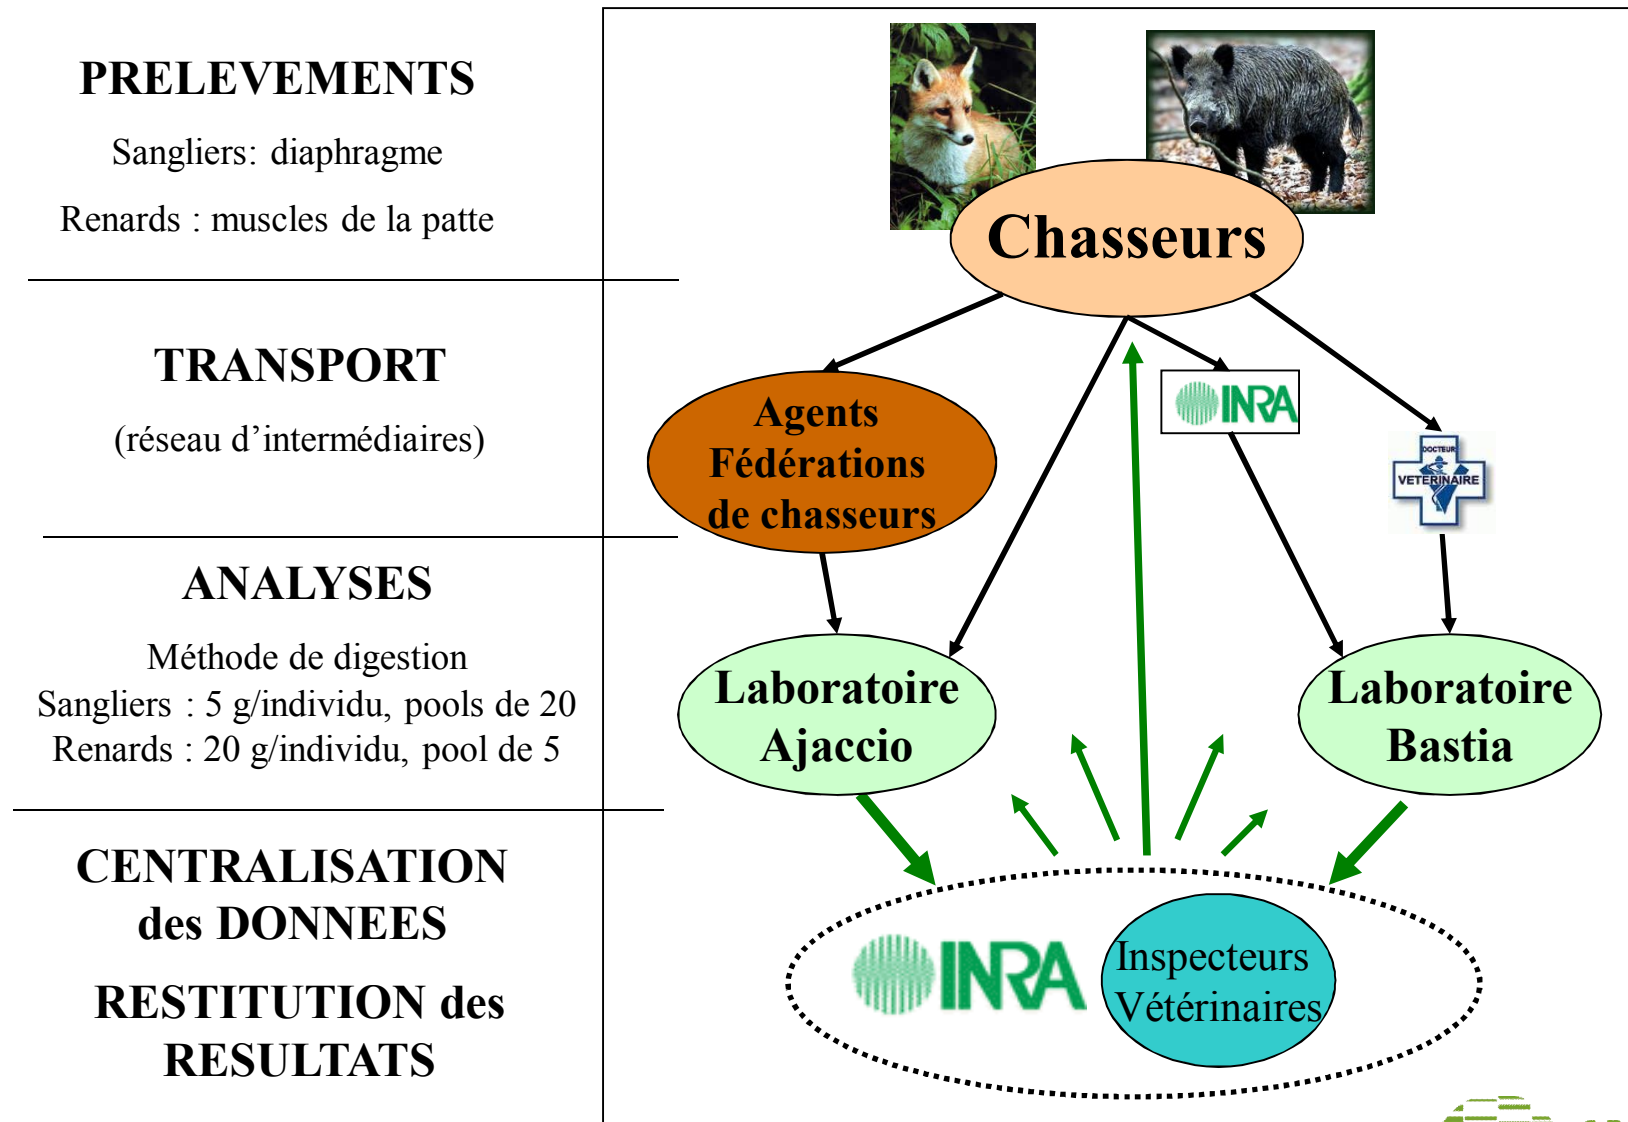 PRELEVEMENTS
Sangliers: diaphragme
Renards : muscles de la patte
TRANSPORT
(réseau d’intermédiaires)
ANALYSES
Méthode de digestion
Sangliers : 5 g/individu, pools de 20
Renards : 20 g/individu, pool de 5
CENTRALISATION
des DONNEES
RESTITUTION des
RESULTATS
Chasseurs
Agents
Fédérations
de chasseurs
INRA
DOCTEUR
VETERINAIRE
Laboratoire
Ajaccio
Laboratoire
Bastia
INRA
Inspecteurs
Vétérinaires